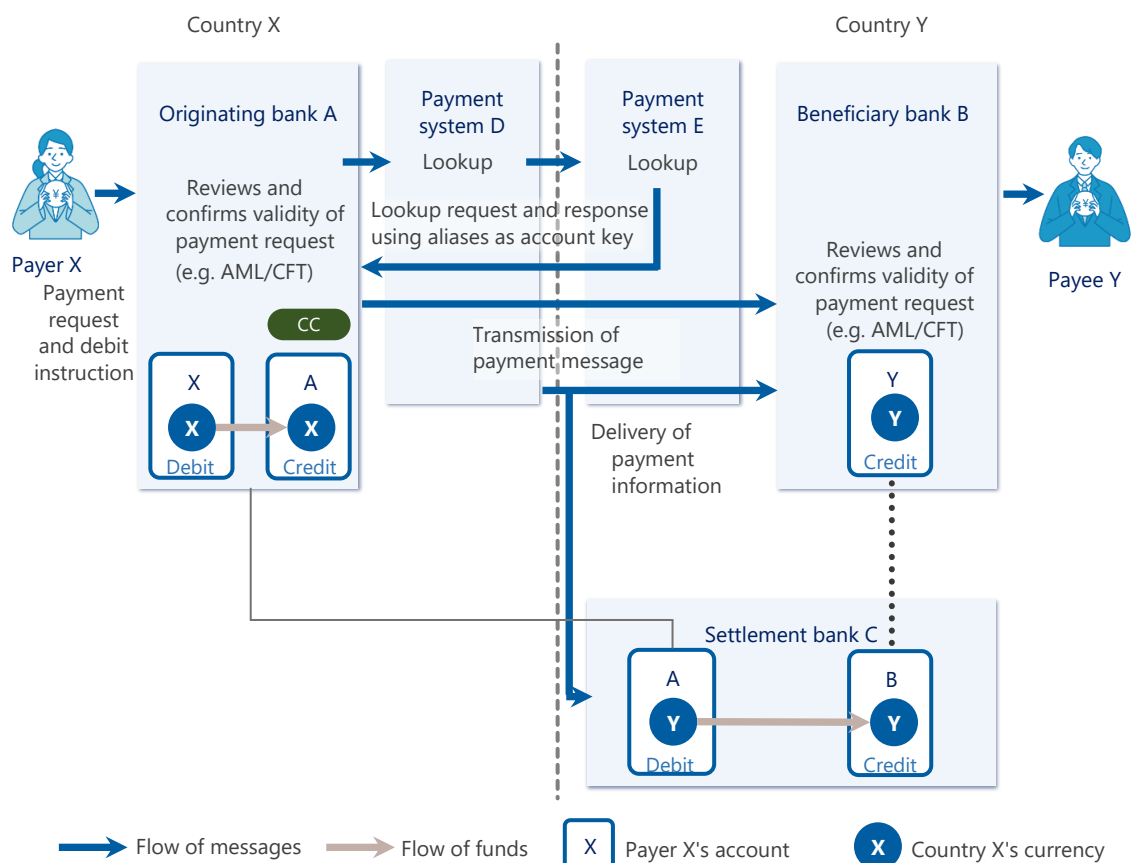 Country X
Country Y
Originating bank A
Payment
system D
Payment
system E
Beneficiary bank B
Lookup
Lookup
Reviews and
confirms validity of
payment request
(e.g. AML/CFT)
Lookup request and response
using aliases as account key
¥
Payer X
Payment
request
and debit
instruction
¥
Payee Y
Reviews and
confirms validity of
payment request
(e.g. AML/CFT)
CC
Transmission of
payment message
X
X
Debit
A
X
Credit
Y
Y
Credit
Delivery of
payment
information
Settlement bank C
A
Y
Debit
B
Y
Credit
Flow of messages
Flow of funds
X
Payer X's account
X
Country X's currency